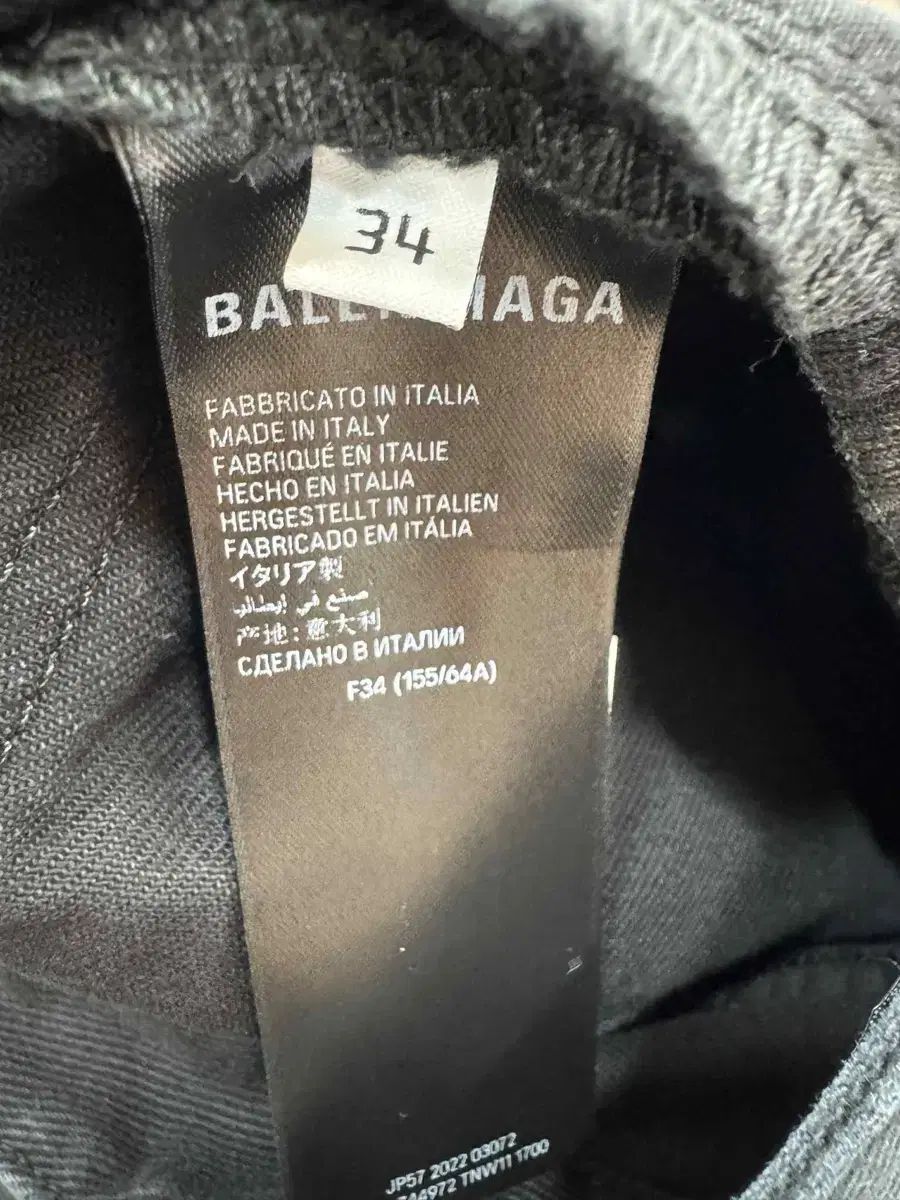 34
FABBRICATO IN ITALIA
MADE IN ITALY
FABRIQUÉ EN ITALIE
HECHO EN ITALIA
HERGESTELLT IN ITALIEN
FABRICADO EM ITÁLIA
イタリア製
صنع في إيطاليا
产地: 意大利
СДЕЛАНО В ИТАЛИИ
F34 (155/64A)
JP57 2022 03072
TNW11 1700